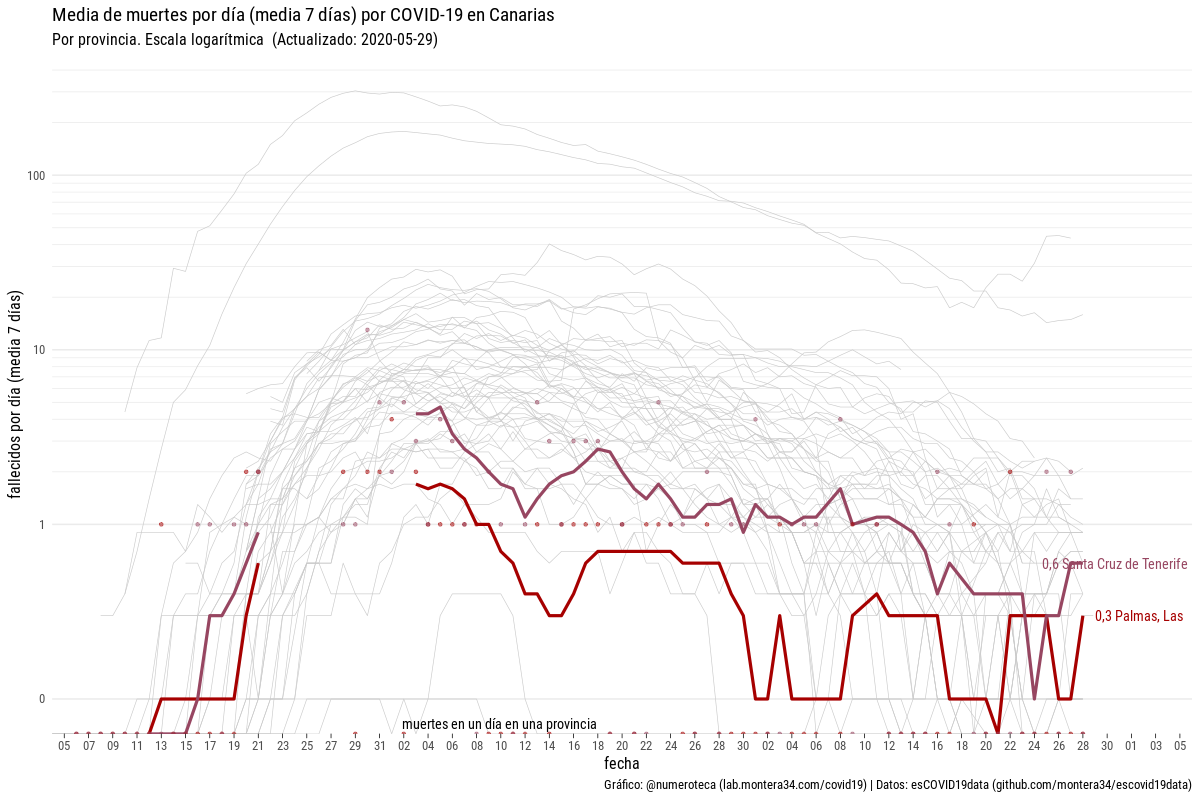 Media de muertes por día (media 7 días) por COVID-19 en Canarias
Por provincia. Escala logarítmica (Actualizado: 2020-05-29)
fallecidos por día (media 7 días)
100
10
1
0
0,6 Santa Cruz de Tenerife
0,3 Palmas, Las
muertes en un día en una provincia
05 07 09 11 13 15 17 19 21 23 25 27 29 31 02 04 06 08 10 12 14 16 18 20 22 24 26 28 30 02 04 06 08 10 12 14 16 18 20 22 24 26 28 30 01 03 05
fecha
Gráfico: @numeroteca (lab.montera34.com/covid19) | Datos: esCOVID19data (github.com/montera34/escovid19data)